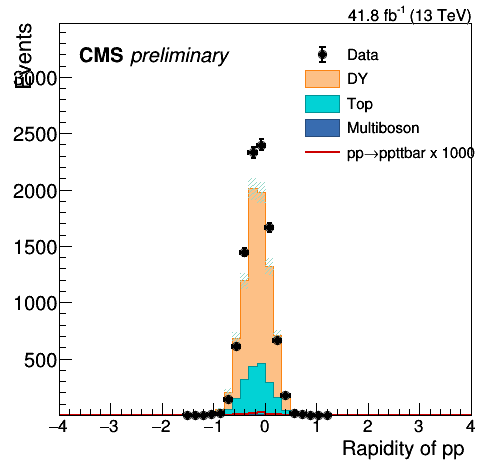 41.8 fb⁻¹ (13 TeV)
Events
CMS preliminary
Data
DY
Top
Multiboson
pp→ppttbar x 1000
3000
2500
2000
1500
1000
500
−4 −3 −2 −1 0 1 2 3 4
Rapidity of pp